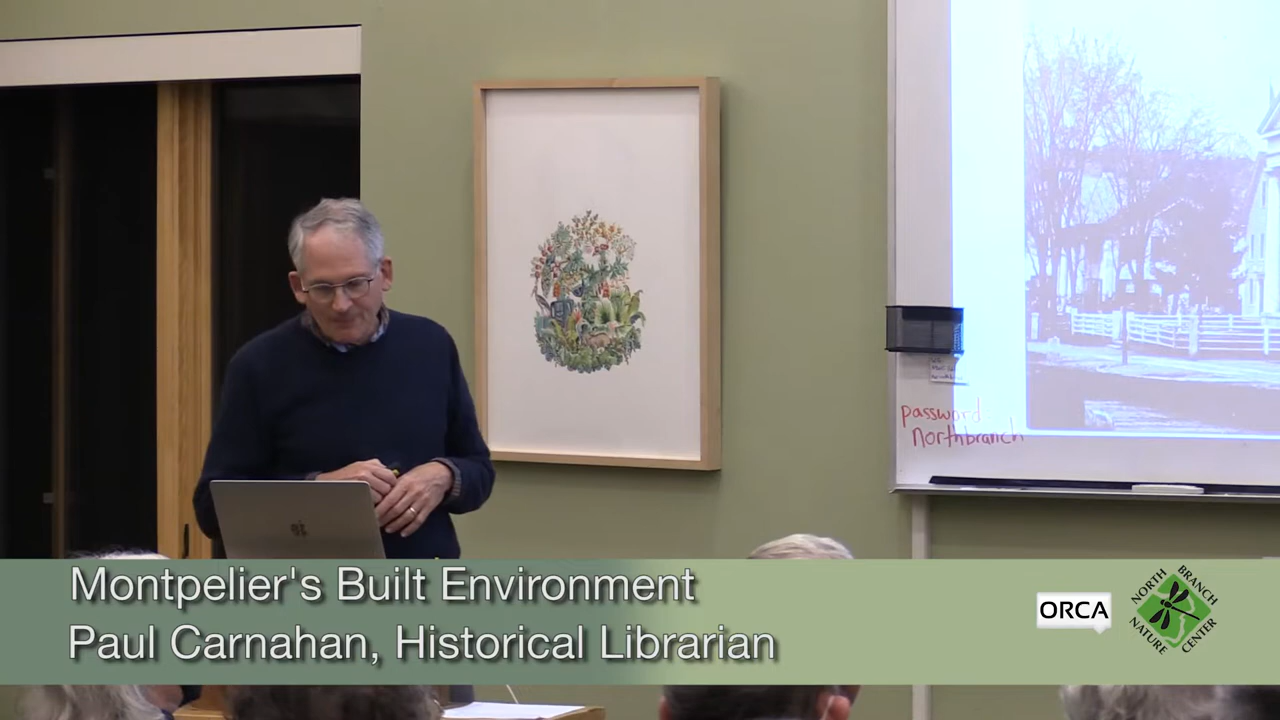 password
northbranch
Montpelier's Built Environment
Paul Carnahan, Historical Librarian
ORCA
NORTH BRANCH
NATURE CENTER